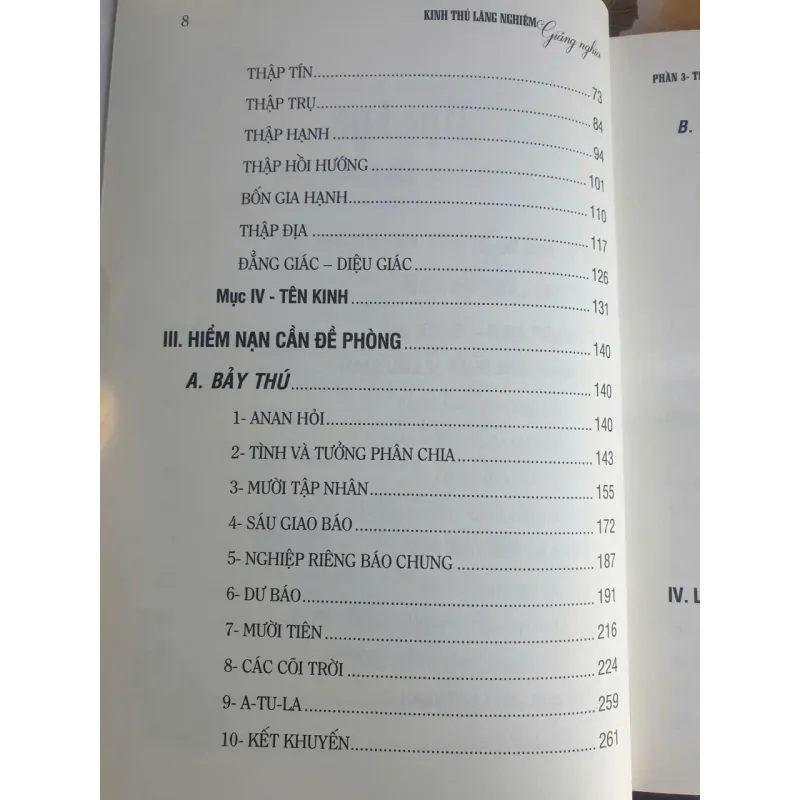 8
KINH THỦ LĂNG NGHIÊM Giảng nghĩa
THẬP TÍN 73
THẬP TRỤ 84
THẬP HẠNH 94
THẬP HỒI HƯỚNG 101
BỐN GIA HẠNH 110
THẬP ĐỊA 117
ĐẲNG GIÁC – DIỆU GIÁC 126
Mục IV - TÊN KINH 131
III. HIỂM NẠN CẦN ĐỀ PHÒNG 140
A. BẢY THÚ 140
1- ANAN HỎI 140
2- TÌNH VÀ TƯỞNG PHÂN CHIA 143
3- MƯỜI TẬP NHÂN 155
4- SÁU GIAO BÁO 172
5- NGHIỆP RIÊNG BÁO CHUNG 187
6- DƯ BÁO 191
7- MƯỜI TIÊN 216
8- CÁC CÕI TRỜI 224
9- A-TU-LA 259
10- KẾT KHUYẾN 261
PHẦN 3- T
B.
IV. L